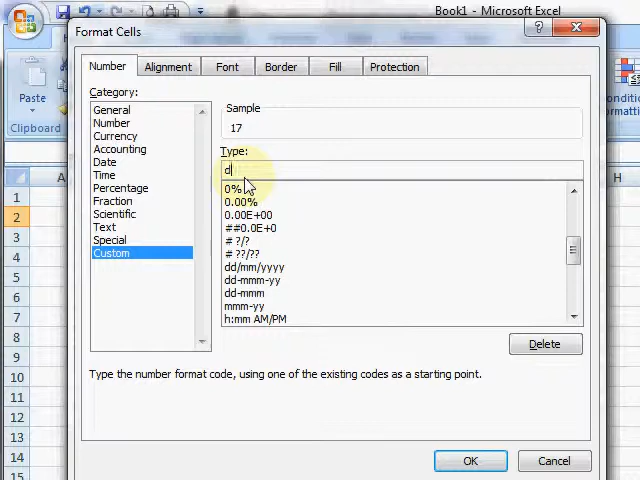 Book1 - Microsoft Excel
Format Cells
Number Alignment Font Border Fill Protection
Paste
Clipboard
Category:
General
Number
Currency
Accounting
Date
Time
Percentage
Fraction
Scientific
Text
Special
Custom
Sample
17
Type:
d
0%
0.00%
0.00E+00
##0.0E+0
# ?/?
# ??/??
dd/mm/yyyy
dd-mmm-yy
dd-mmm
mmm-yy
h:mm AM/PM
Delete
Type the number format code, using one of the existing codes as a starting point.
OK Cancel
H
1
2
3
4
5
6
7
8
9
10
11
12
13
14
15